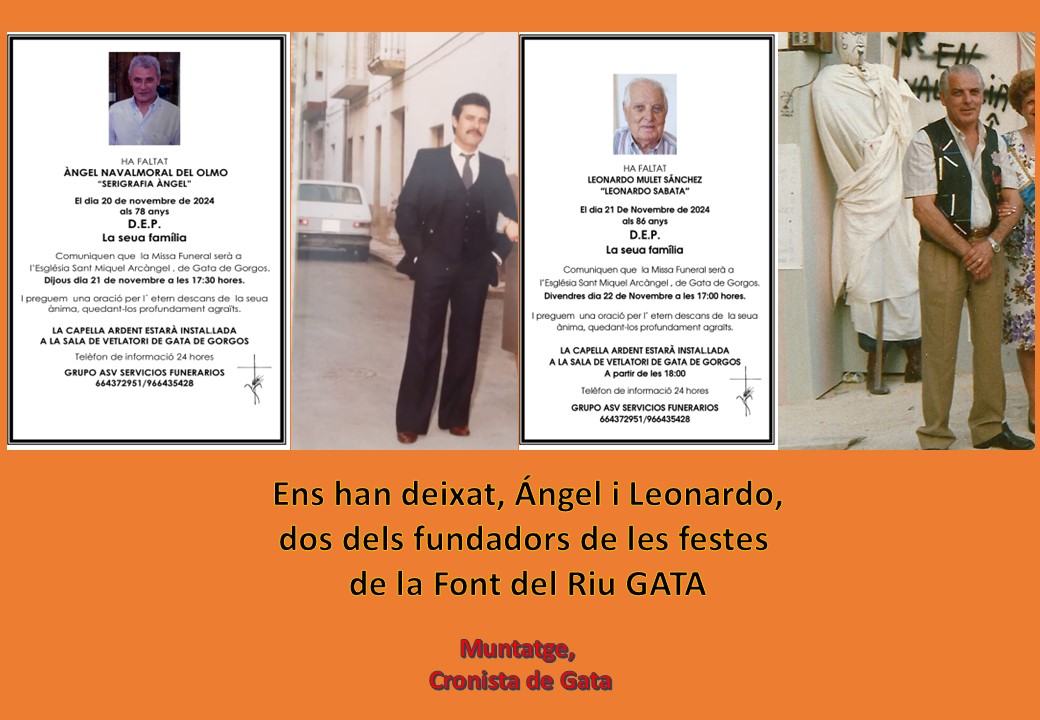 HA FALTAT
ÀNGEL NAVALMORAL DEL OLMO
"SERIGRAFIA ÀNGEL"
El dia 20 de novembre de 2024
als 78 anys
D.E.P.
La seua família
Comuniquen que la Missa Funeral serà a
l'Església Sant Miquel Arcàngel , de Gata de Gorgos.
Dijous dia 21 de novembre a les 17:30 hores.
I preguem una oració per l´ etern descans de la seua
ànima, quedant-los profundament agraïts.
LA CAPELLA ARDENT ESTARÀ INSTAL.LADA
A LA SALA DE VETLATORI DE GATA DE GORGOS
Telèfon de informació 24 hores
GRUPO ASV SERVICIOS FUNERARIOS
664372951/966435428
HA FALTAT
LEONARDO MULET SÁNCHEZ
"LEONARDO SABATA"
El dia 21 De Novembre de 2024
als 86 anys
D.E.P.
La seua família
Comuniquen que la Missa Funeral serà a
l'Església Sant Miquel Arcàngel , de Gata de Gorgos.
Divendres dia 22 de Novembre a les 17:00 hores.
I preguem una oració per l´ etern descans de la seua
ànima, quedant-los profundament agraïts.
LA CAPELLA ARDENT ESTARÀ INSTAL.LADA
A LA SALA DE VETLATORI DE GATA DE GORGOS
A partir de les 18:00
Telèfon de informació 24 hores
GRUPO ASV SERVICIOS FUNERARIOS
664372951/966435428
EN
Ens han deixat, Ángel i Leonardo,
dos dels fundadors de les festes
de la Font del Riu GATA
Muntatge,
Cronista de Gata